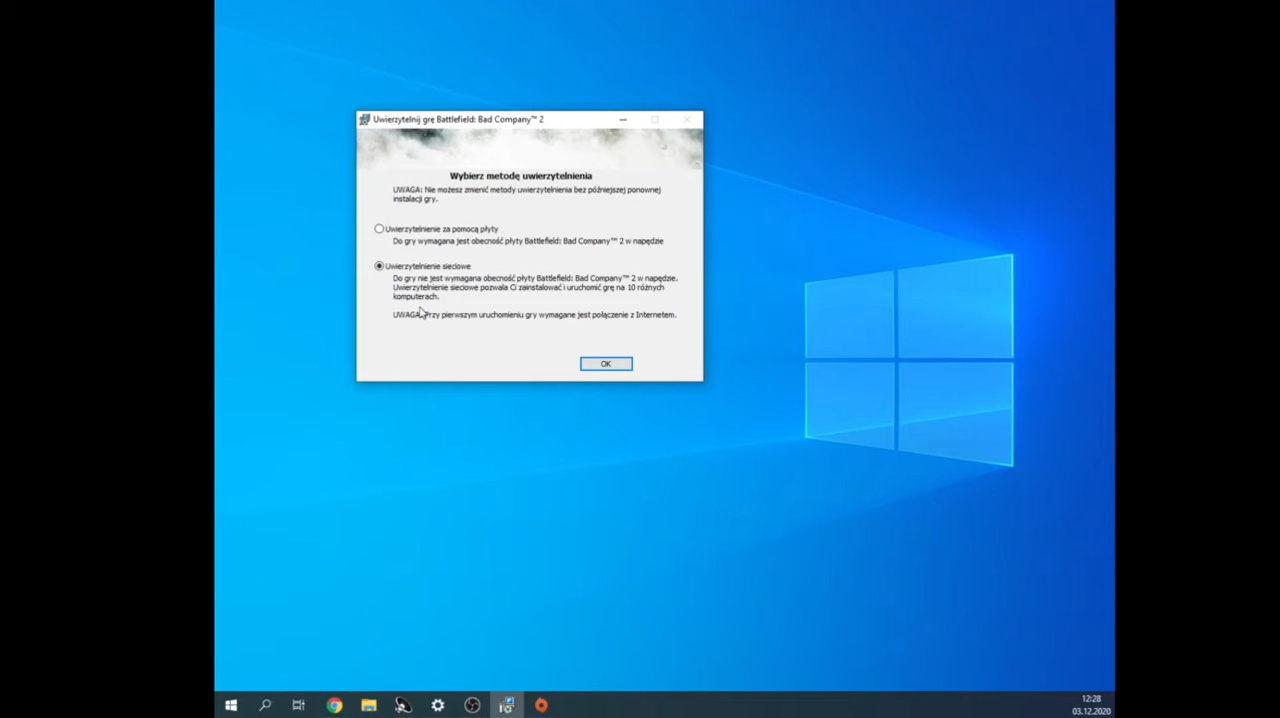 Uwierzytelnij grę Battlefield: Bad Company™ 2
Wybierz metodę uwierzytelnienia
UWAGA: Nie możesz zmienić metody uwierzytelnienia bez późniejszej ponownej
instalacji gry.
Uwierzytelnienie za pomocą płyty
Do gry wymagana jest obecność płyty Battlefield: Bad Company™ 2 w napędzie
Uwierzytelnienie sieciowe
Do gry nie jest wymagana obecność płyty Battlefield: Bad Company™ 2 w napędzie.
Uwierzytelnienie sieciowe pozwala Ci zainstalować i uruchomić grę na 10 różnych
komputerach.
UWAGA: Przy pierwszym uruchomieniu gry wymagane jest połączenie z Internetem.
OK
12:28
03.12.2020